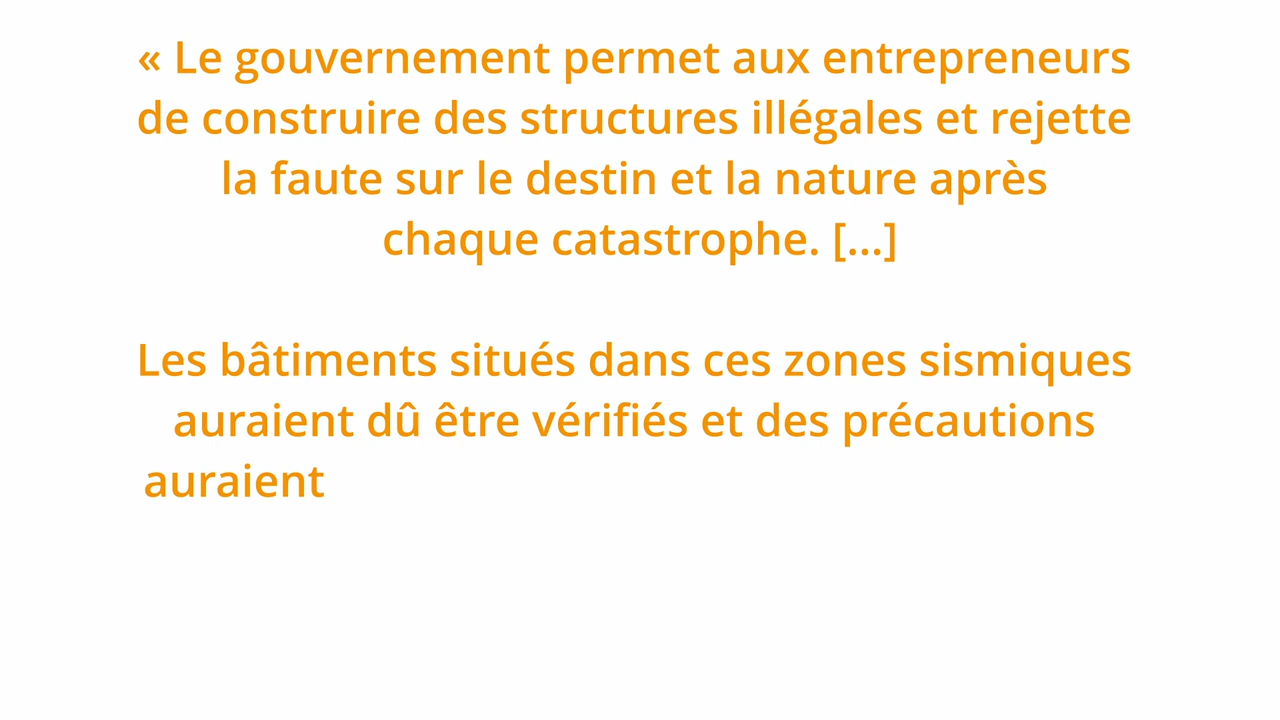 « Le gouvernement permet aux entrepreneurs
de construire des structures illégales et rejette
la faute sur le destin et la nature après
chaque catastrophe. [...]
Les bâtiments situés dans ces zones sismiques
auraient dû être vérifiés et des précautions
auraient